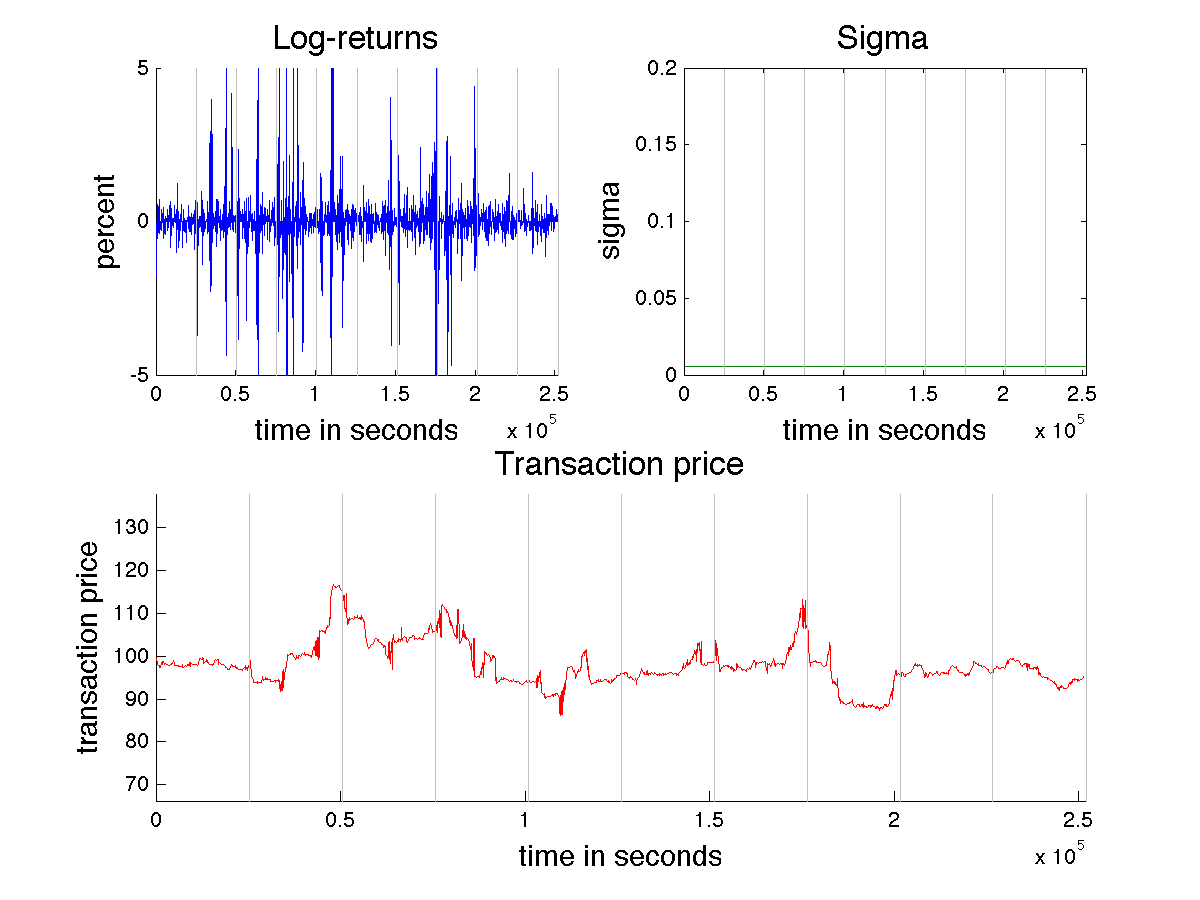 Log-returns
5
0
-5
percent
0 0.5 1 1.5 2 2.5
x 10^5
time in seconds
Sigma
0.2
0.15
0.1
0.05
0
sigma
0 0.5 1 1.5 2 2.5
x 10^5
time in seconds
Transaction price
130
120
110
100
90
80
70
transaction price
0 0.5 1 1.5 2 2.5
x 10^5
time in seconds